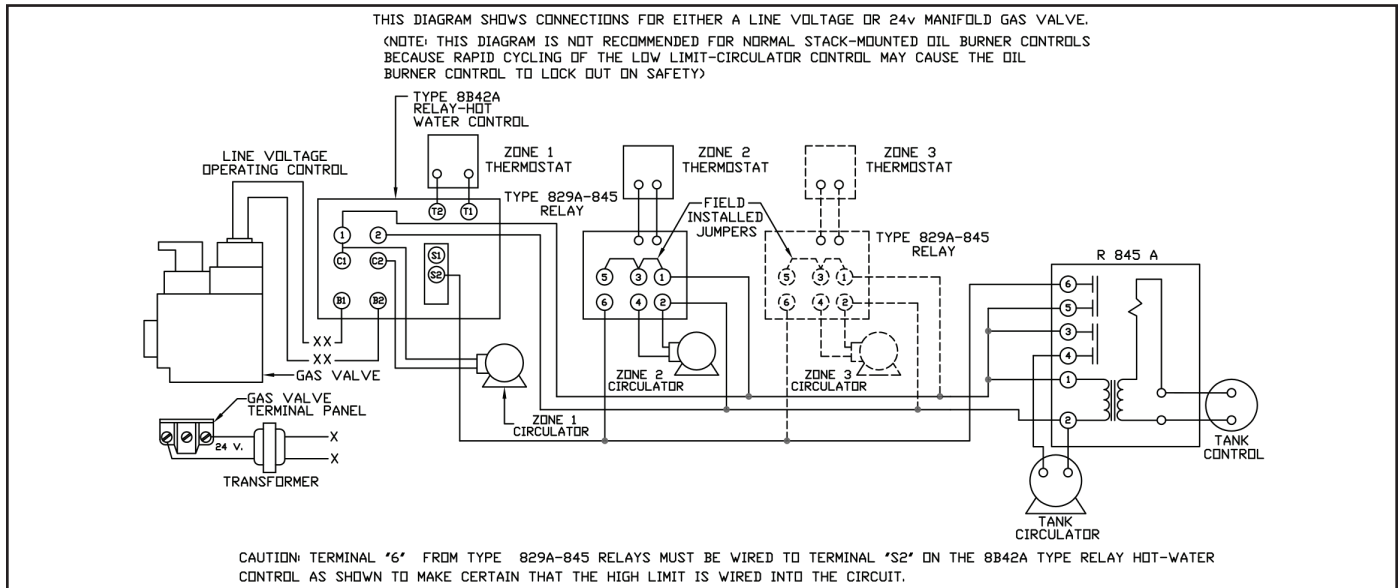 THIS DIAGRAM SHOWS CONNECTIONS FOR EITHER A LINE VOLTAGE OR 24v MANIFOLD GAS VALVE.
(NOTE: THIS DIAGRAM IS NOT RECOMMENDED FOR NORMAL STACK-MOUNTED OIL BURNER CONTROLS
BECAUSE RAPID CYCLING OF THE LOW LIMIT-CIRCULATOR CONTROL MAY CAUSE THE OIL
BURNER CONTROL TO LOCK OUT ON SAFETY)
TYPE 8B42A
RELAY-HOT
WATER CONTROL
LINE VOLTAGE
OPERATING CONTROL
ZONE 1
THERMOSTAT
ZONE 2
THERMOSTAT
ZONE 3
THERMOSTAT
TYPE 829A-845
RELAY
FIELD
INSTALLED
JUMPERS
TYPE 829A-845
RELAY
R 845 A
T2 T1
1 2
C1 C2
S1
S2
B1 B2
5 3 1
6 4 2
5 3 1
6 4 2
6
5
3
4
1
2
XX
XX
GAS VALVE
GAS VALVE
TERMINAL PANEL
24 V.
X
X
TRANSFORMER
ZONE 1
CIRCULATOR
ZONE 2
CIRCULATOR
ZONE 3
CIRCULATOR
TANK
CONTROL
TANK
CIRCULATOR
CAUTION: TERMINAL "6" FROM TYPE 829A-845 RELAYS MUST BE WIRED TO TERMINAL "S2" ON THE 8B42A TYPE RELAY HOT-WATER
CONTROL AS SHOWN TO MAKE CERTAIN THAT THE HIGH LIMIT IS WIRED INTO THE CIRCUIT.